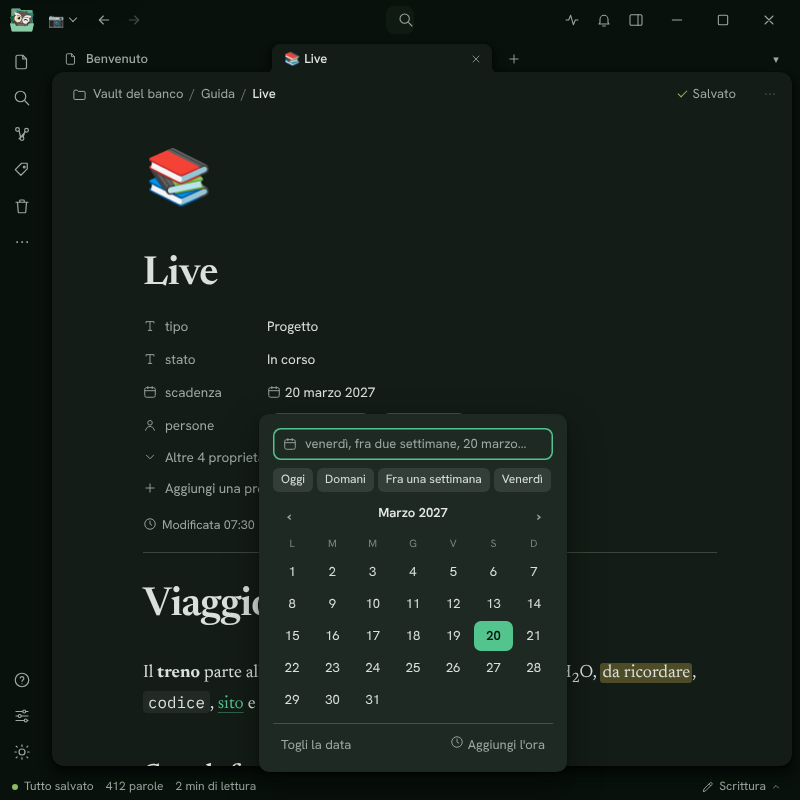 Benvenuto
Live
Vault del banco / Guida / Live
Salvato
Live
tipo Progetto
stato In corso
scadenza 20 marzo 2027
persone
Altre 4 propriet
Aggiungi una pr
Modificata 07:30
venerdì, fra due settimane, 20 marzo...
Oggi Domani Fra una settimana Venerdì
‹ Marzo 2027 ›
L M M G V S D
1 2 3 4 5 6 7
8 9 10 11 12 13 14
15 16 17 18 19 20 21
22 23 24 25 26 27 28
29 30 31
Togli la data Aggiungi l'ora
Viaggio
Il treno parte al
H₂O, da ricordare,
codice, sito e
Tutto salvato 412 parole 2 min di lettura
Scrittura